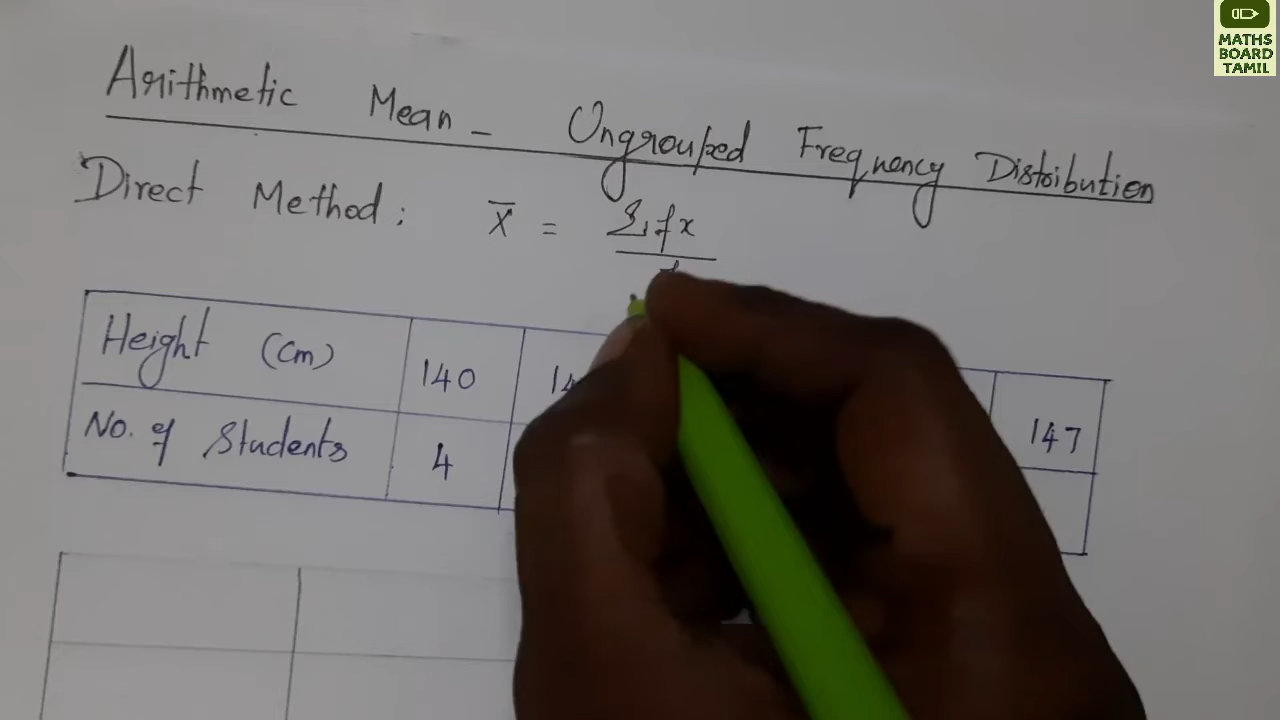 MATHS
BOARD
TAMIL
Arithmetic Mean - Ungrouped Frequency Distribution
Direct Method : x̅ = Σfx
Height (cm) 140 147
No. of Students 4